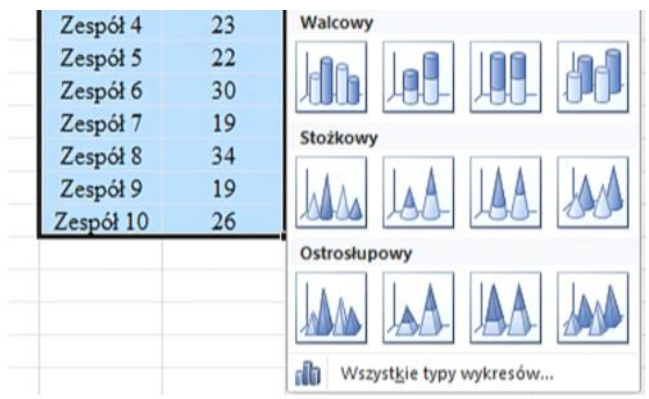 Zespół 4 23
Zespół 5 22
Zespół 6 30
Zespół 7 19
Zespół 8 34
Zespół 9 19
Zespół 10 26
Walcowy
Stożkowy
Ostrosłupowy
Wszystkie typy wykresów...